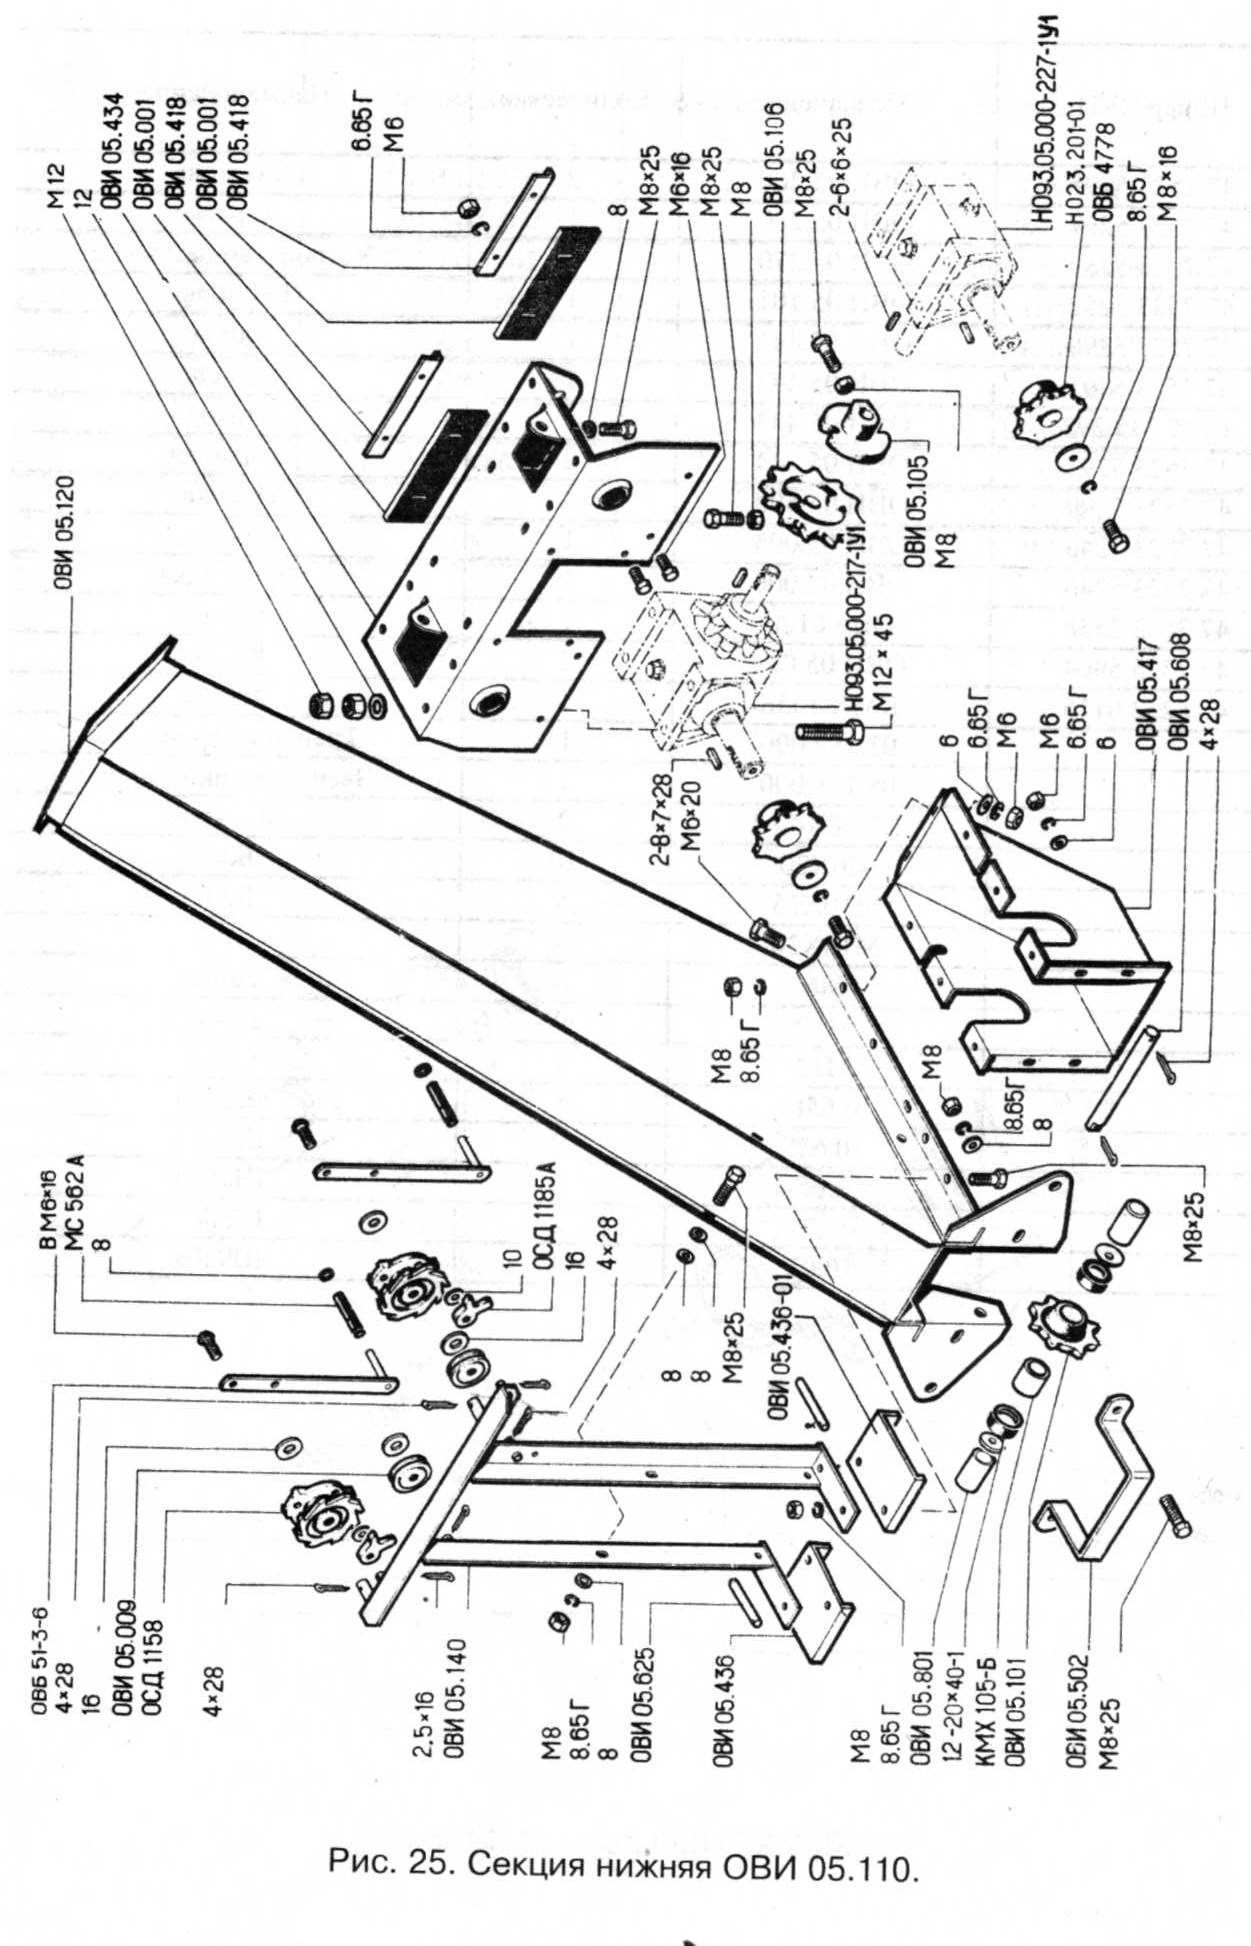 М12
12
ОВИ 05.434
ОВИ 05.001
ОВИ 05.418
ОВИ 05.001
ОВИ 05.418
6.65Г
М6
ОВИ 05.120
8
М8×25
М6×16
М8×25
М8
ОВИ 05.106
М8×25
2-6×6×25
Н093.05.000-227-1У1
Н023.201-01
ОВБ 4778
8.65Г
М8×16
ОВИ 05.105
М8
Н093.05.000-217-1У1
М12×45
2-8×7×28
М6×20
6
6.65Г
М6
М6
6.65Г
6
ОВИ 05.417
ОВИ 05.608
4×28
М8
8.65Г
М8
8.65Г
8
М8×25
В М6×16
МС 562 А
8
10
ОСД 1185А
16
4×28
8
8
М8×25
ОВИ 05.436-01
ОВБ 51-3-6
4×28
16
ОВИ 05.009
ОСД 1158
4×28
2,5×16
ОВИ 05.140
М8
8.65Г
8
ОВИ 05.625
ОВИ 05.436
М8
8.65Г
ОВИ 05.801
12-20×40-1
КМХ 105-Б
ОВИ 05.101
ОВИ 05.502
М8×25
Рис. 25. Секция нижняя ОВИ 05.110.